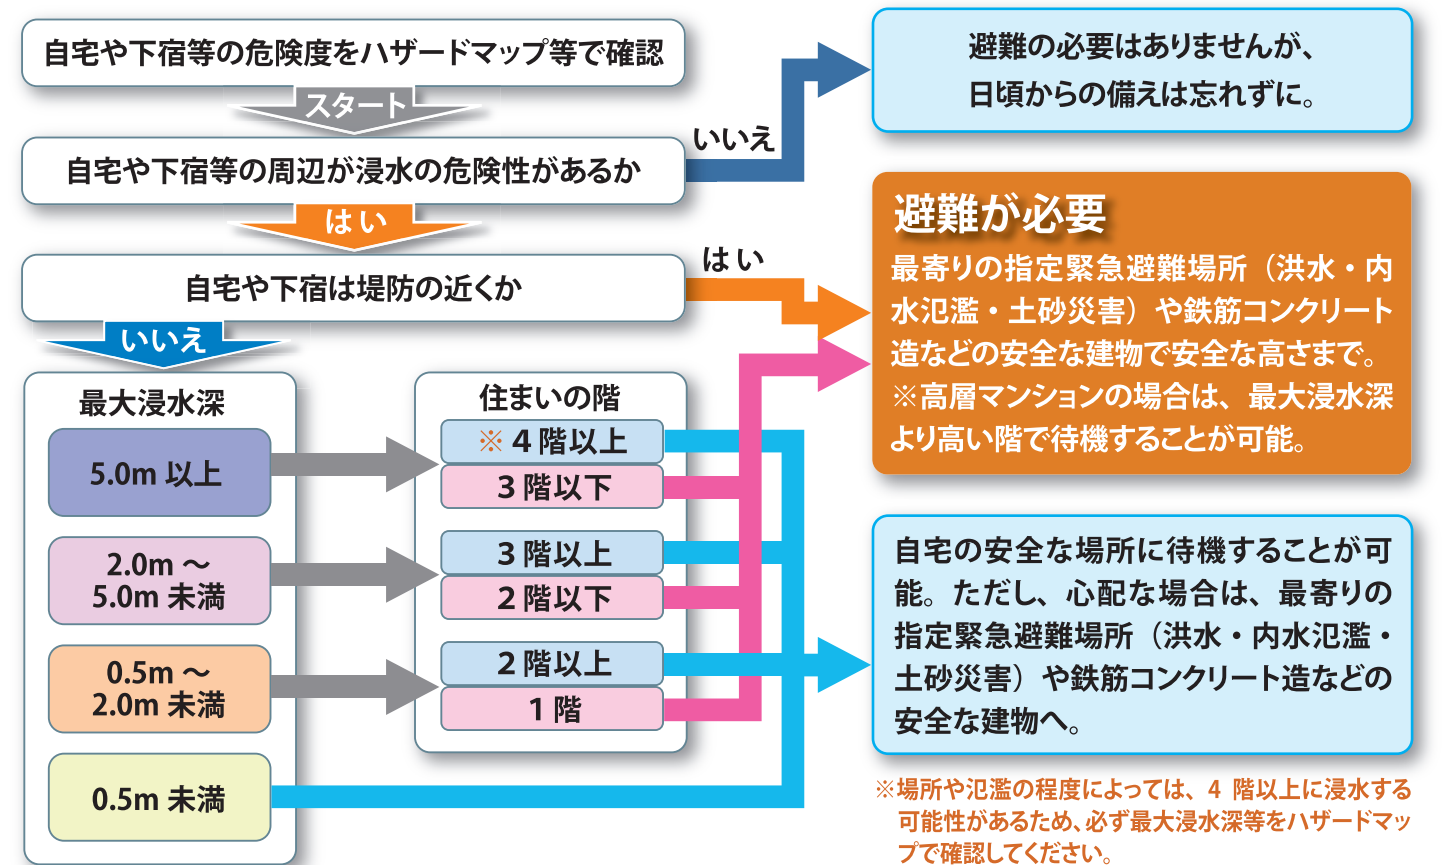 自宅や下宿等の危険度をハザードマップ等で確認
スタート
自宅や下宿等の周辺が浸水の危険性があるか
いいえ
避難の必要はありませんが、
日頃からの備えは忘れずに。
はい
自宅や下宿は堤防の近くか
はい
避難が必要
最寄りの指定緊急避難場所（洪水・内
水氾濫・土砂災害）や鉄筋コンクリート
造などの安全な建物で安全な高さまで。
※高層マンションの場合は、最大浸水深
より高い階で待機することが可能。
いいえ
最大浸水深
5.0m 以上
2.0m ～
5.0m 未満
0.5m ～
2.0m 未満
0.5m 未満
住まいの階
※ 4 階以上
3 階以下
3 階以上
2 階以下
2 階以上
1 階
自宅の安全な場所に待機することが可
能。ただし、心配な場合は、最寄りの
指定緊急避難場所（洪水・内水氾濫・
土砂災害）や鉄筋コンクリート造などの
安全な建物へ。
※場所や氾濫の程度によっては、4 階以上に浸水する
可能性があるため、必ず最大浸水深等をハザードマッ
プで確認してください。